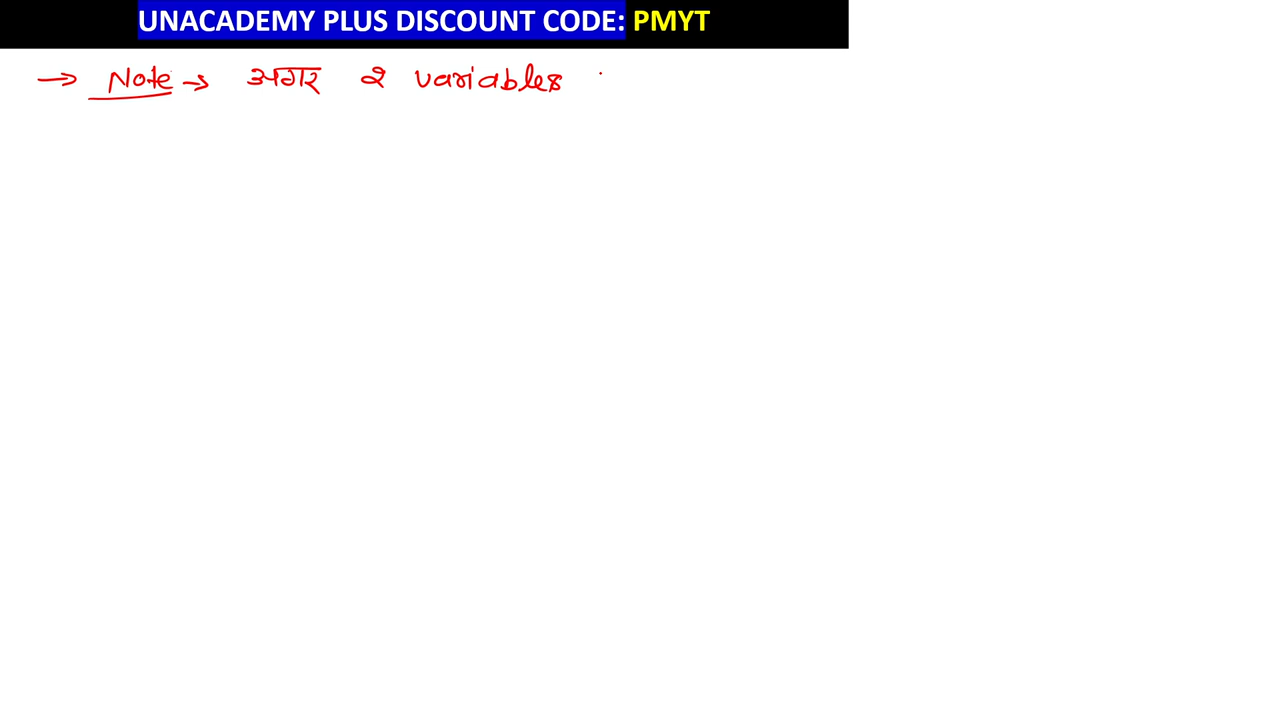 UNACADEMY PLUS DISCOUNT CODE: PMYT
→ Note → अगर 2 variables